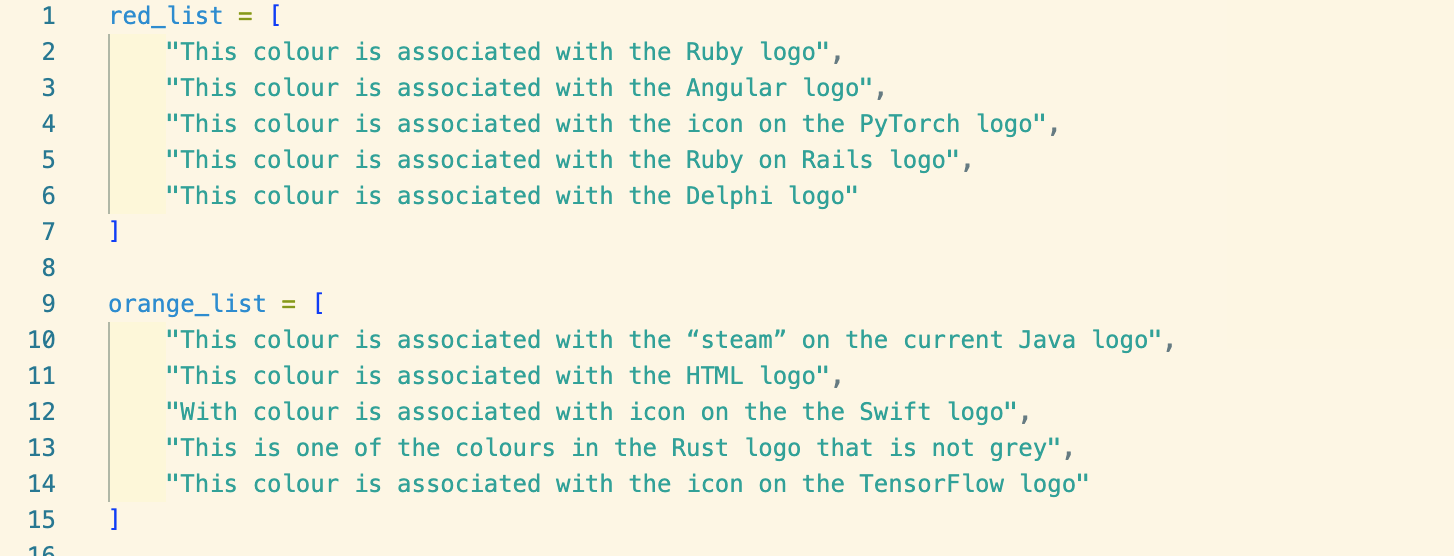 1 red_list = [
2 "This colour is associated with the Ruby logo",
3 "This colour is associated with the Angular logo",
4 "This colour is associated with the icon on the PyTorch logo",
5 "This colour is associated with the Ruby on Rails logo",
6 "This colour is associated with the Delphi logo"
7 ]
8
9 orange_list = [
10 "This colour is associated with the “steam” on the current Java logo",
11 "This colour is associated with the HTML logo",
12 "With colour is associated with icon on the the Swift logo",
13 "This is one of the colours in the Rust logo that is not grey",
14 "This colour is associated with the icon on the TensorFlow logo"
15 ]
16